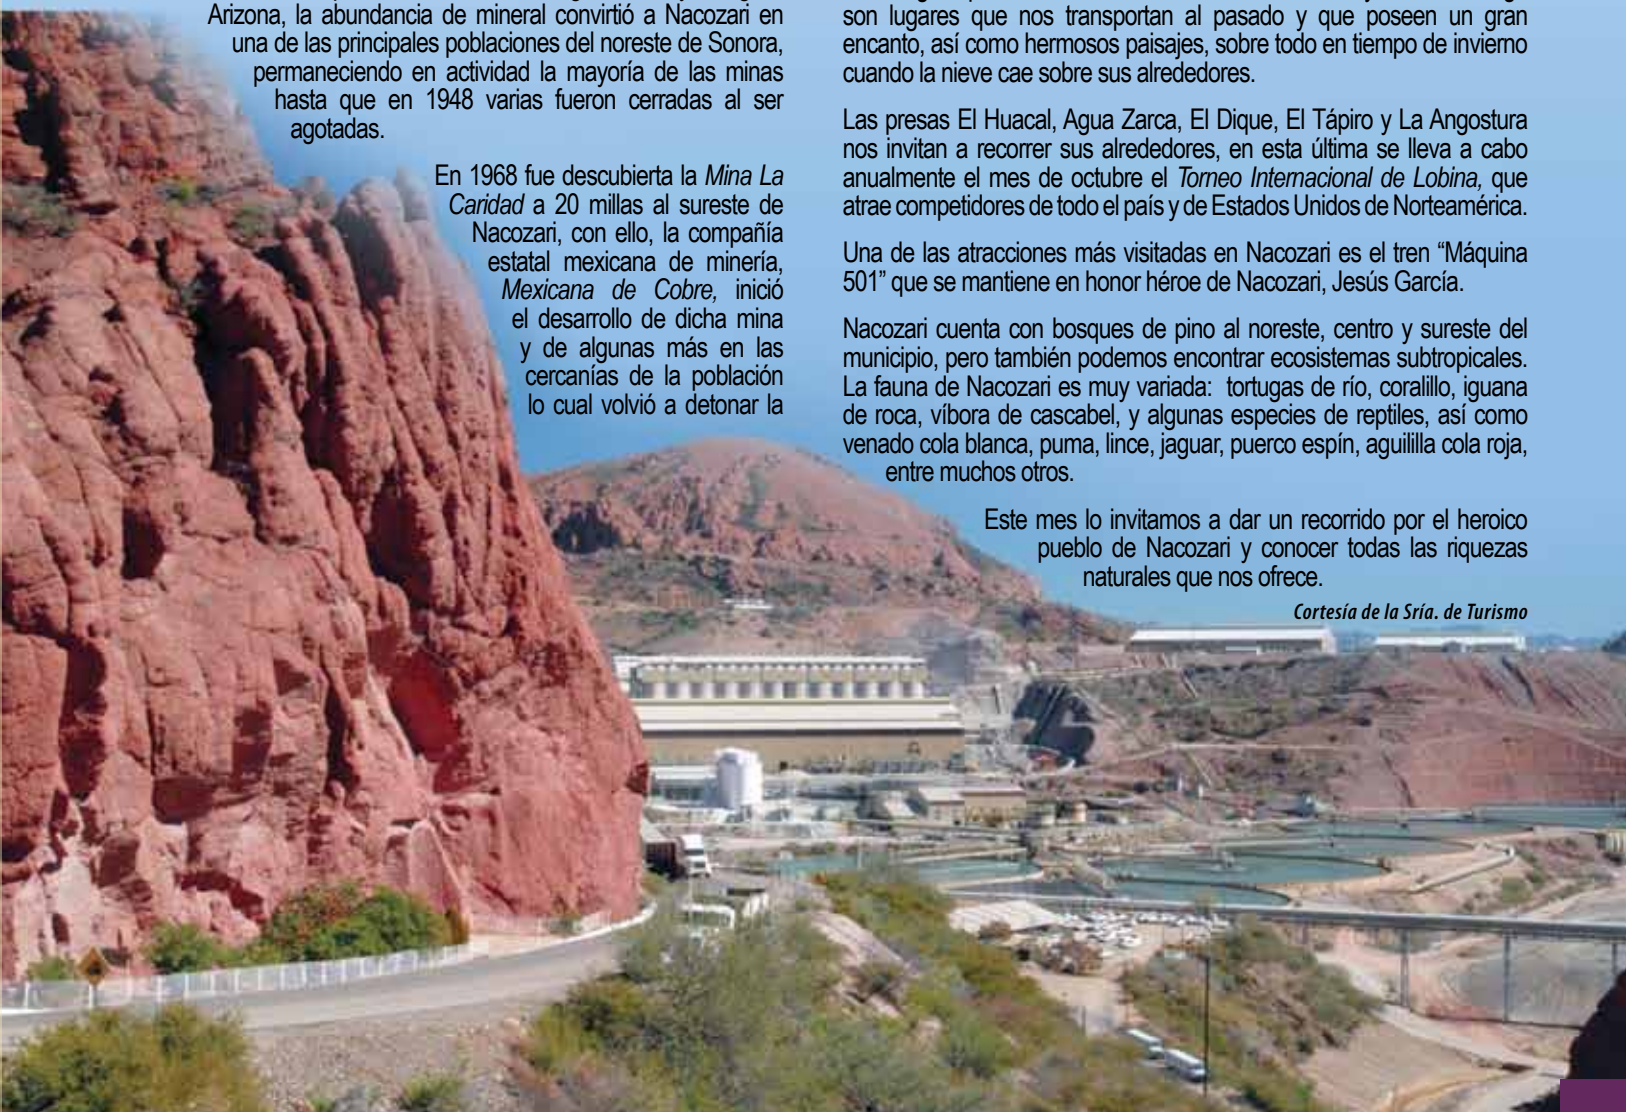 Arizona, la abundancia de mineral convirtió a Nacozari en
una de las principales poblaciones del noreste de Sonora,
permaneciendo en actividad la mayoría de las minas
hasta que en 1948 varias fueron cerradas al ser
agotadas.
En 1968 fue descubierta la Mina La
Caridad a 20 millas al sureste de
Nacozari, con ello, la compañía
estatal mexicana de minería,
Mexicana de Cobre, inició
el desarrollo de dicha mina
y de algunas más en las
cercanías de la población
lo cual volvió a detonar la
son lugares que nos transportan al pasado y que poseen un gran
encanto, así como hermosos paisajes, sobre todo en tiempo de invierno
cuando la nieve cae sobre sus alrededores.
Las presas El Huacal, Agua Zarca, El Dique, El Tápiro y La Angostura
nos invitan a recorrer sus alrededores, en esta última se lleva a cabo
anualmente el mes de octubre el Torneo Internacional de Lobina, que
atrae competidores de todo el país y de Estados Unidos de Norteamérica.
Una de las atracciones más visitadas en Nacozari es el tren “Máquina
501” que se mantiene en honor héroe de Nacozari, Jesús García.
Nacozari cuenta con bosques de pino al noreste, centro y sureste del
municipio, pero también podemos encontrar ecosistemas subtropicales.
La fauna de Nacozari es muy variada: tortugas de río, coralillo, iguana
de roca, víbora de cascabel, y algunas especies de reptiles, así como
venado cola blanca, puma, lince, jaguar, puerco espín, aguililla cola roja,
entre muchos otros.
Este mes lo invitamos a dar un recorrido por el heroico
pueblo de Nacozari y conocer todas las riquezas
naturales que nos ofrece.
Cortesía de la Sría. de Turismo